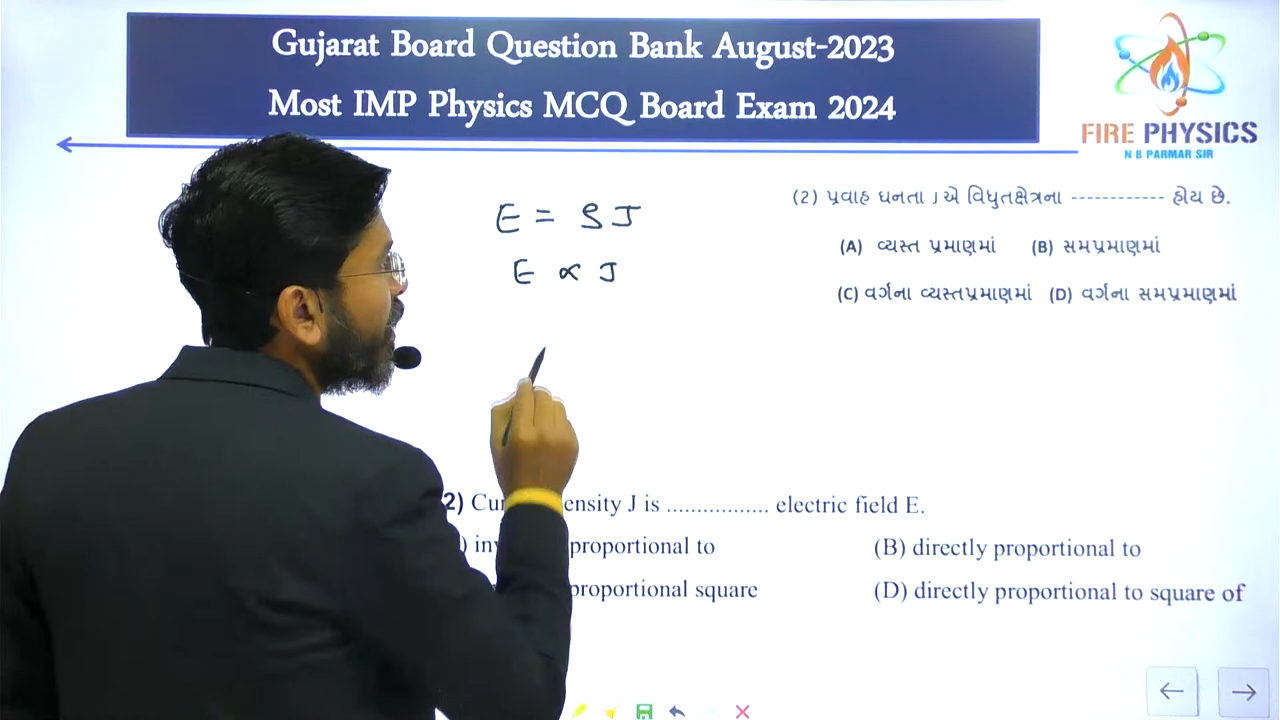 Gujarat Board Question Bank August-2023
Most IMP Physics MCQ Board Exam 2024
FIRE PHYSICS
N B PARMAR SIR
(2) પ્રવાહ ઘનતા J એ વિધુતક્ષેત્રના ------------ હોય છે.
(A) વ્યસ્ત પ્રમાણમાં (B) સમપ્રમાણમાં
(C) વર્ગના વ્યસ્તપ્રમાણમાં (D) વર્ગના સમપ્રમાણમાં
E = ρ J
E ∝ J
2) ensity J is ................. electric field E.
proportional to (B) directly proportional to
proportional square (D) directly proportional to square of